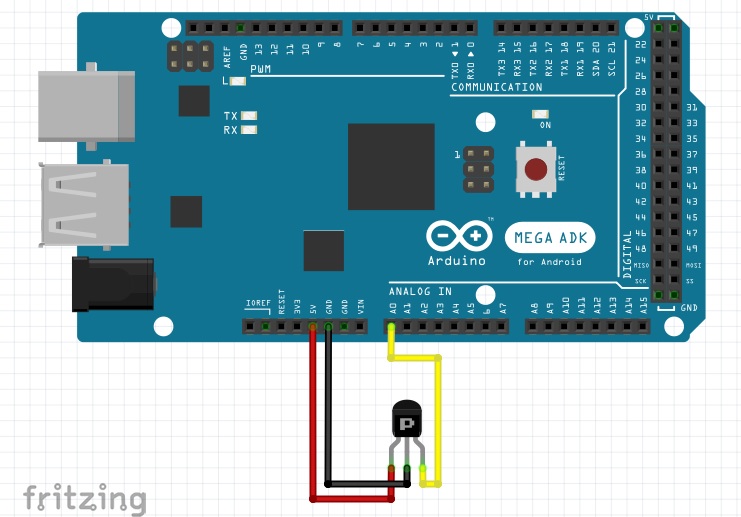 5V
AREF
GND
13
12
11
10
9
8
7
6
5
4
3
2
TX0 ◄ 1
RX0 ► 0
TX3 14
RX3 15
TX2 16
RX2 17
TX1 18
RX1 19
SDA 20
SCL 21
L
PWM
COMMUNICATION
TX
RX
ON
1
RESET
22
24
26
28
30 31
32 33
34 35
36 37
38 39
40 41
42 43
44 45
46 47
48 49
MISO MOSI
SCK SS
GND
DIGITAL
TM
MEGA ADK
Arduino
for Android
ANALOG IN
IOREF
RESET
3V3
5V
GND
GND
VIN
A0
A1
A2
A3
A4
A5
6
A7
A8
A9
A10
A11
A12
A13
A14
A15
P
fritzing